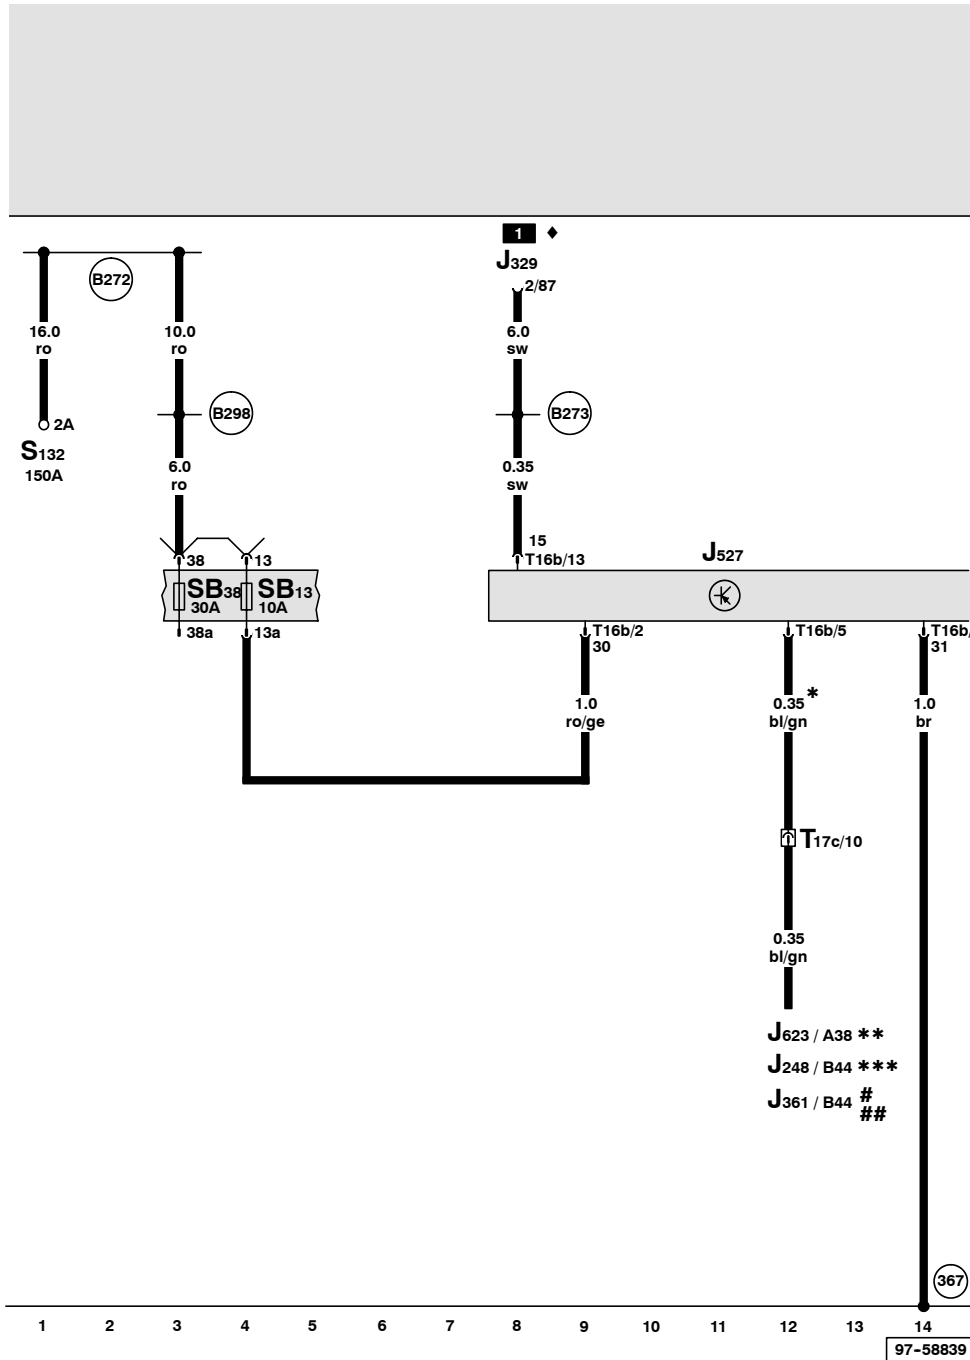 1 ♦
J329
2/87
B272
16.0
ro
10.0
ro
6.0
sw
2A
B298
B273
S132
150A
6.0
ro
0.35
sw
15
T16b/13
J527
38
13
SB38
30A
SB13
10A
38a
13a
T16b/2
30
T16b/5
T16b/
31
1.0
ro/ge
0.35 *
bl/gn
1.0
br
T17c/10
0.35
bl/gn
J623 / A38 **
J248 / B44 ***
J361 / B44 #
##
367
1 2 3 4 5 6 7 8 9 10 11 12 13 14
97-58839